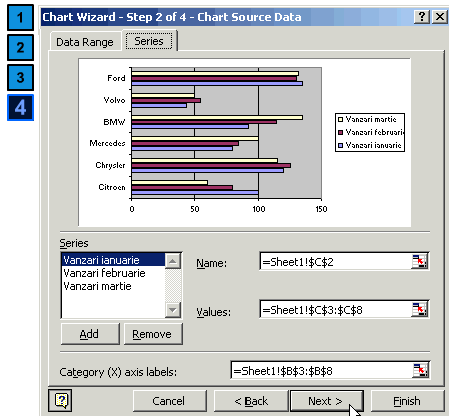 1
2
3
4
Chart Wizard - Step 2 of 4 - Chart Source Data
Data Range
Series
Ford
Volvo
BMW
Mercedes
Chrysler
Citroen
0
50
100
150
Vanzari martie
Vanzari februarie
Vanzari ianuarie
Series
Vanzari ianuarie
Vanzari februarie
Vanzari martie
Add
Remove
Name:
=Sheet1!$C$2
Values:
=Sheet1!$C$3:$C$8
Category (X) axis labels:
=Sheet1!$B$3:$B$8
Cancel
< Back
Next >
Finish